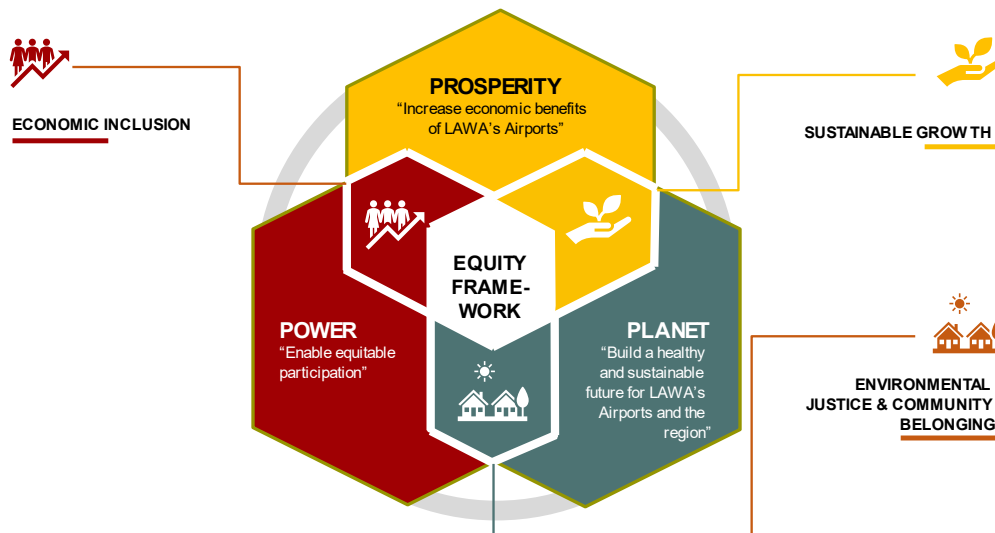 ECONOMIC INCLUSION
PROSPERITY
“Increase economic benefits
of LAWA’s Airports”
SUSTAINABLE GROWTH
EQUITY
FRAME-
WORK
POWER
“Enable equitable
participation”
PLANET
“Build a healthy
and sustainable
future for LAWA’s
Airports and the
region”
ENVIRONMENTAL
JUSTICE & COMMUNITY
BELONGING